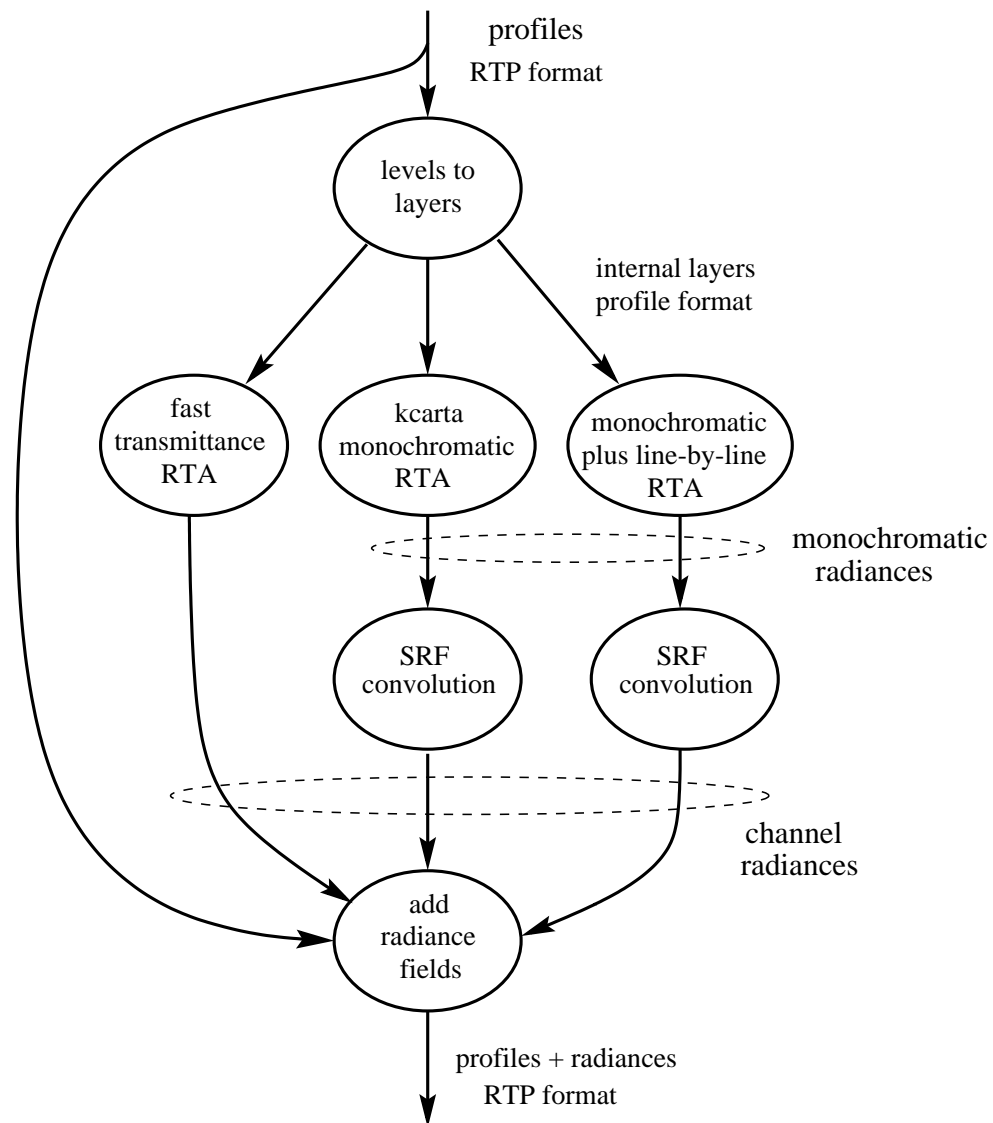 profiles
RTP format
levels to
layers
internal layers
profile format
fast
transmittance
RTA
kcarta
monochromatic
RTA
monochromatic
plus line-by-line
RTA
monochromatic
radiances
SRF
convolution
SRF
convolution
channel
radiances
add
radiance
fields
profiles + radiances
RTP format